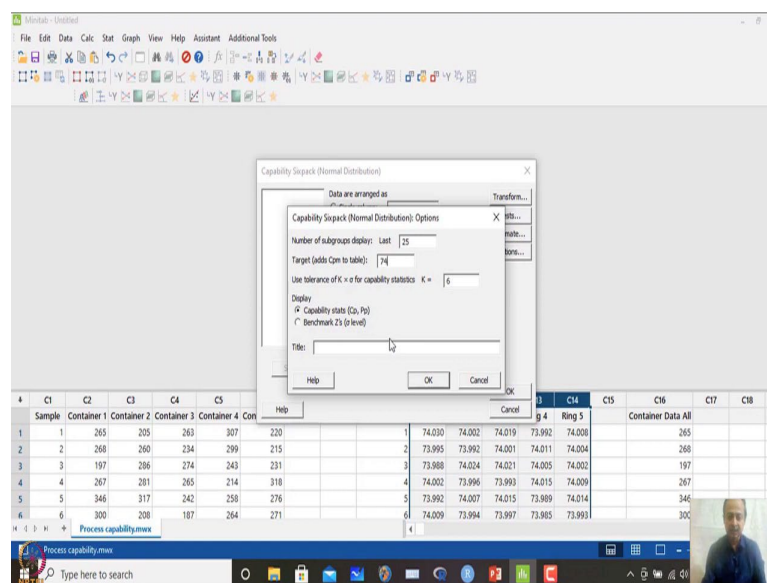 Minitab - Untitled
File Edit Data Calc Stat Graph View Help Assistant Additional Tools
Capability Sixpack (Normal Distribution)
Data are arranged as
Transform...
Capability Sixpack (Normal Distribution): Options
Number of subgroups display: Last 25
Target (adds Cpm to table): 74
Use tolerance of K × σ for capability statistics K = 6
Display
Capability stats (Cp, Pp)
Benchmark Z's (σ level)
Title:
Help OK Cancel
OK
Help Cancel
C1 C2 C3 C4 C5 C14 C15 C16 C17 C18
Sample Container 1 Container 2 Container 3 Container 4 Con g 4 Ring 5 Container Data All
1 1 265 205 263 307 220 1 74.030 74.002 74.019 73.992 74.008 265
2 2 268 260 234 299 215 2 73.995 73.992 74.001 74.011 74.004 268
3 3 197 286 274 243 231 3 73.988 74.024 74.021 74.005 74.002 197
4 4 267 281 265 214 318 4 74.002 73.996 73.993 74.015 74.009 267
5 5 346 317 242 258 276 5 73.992 74.007 74.015 73.989 74.014 346
6 6 300 208 187 264 271 6 74.009 73.994 73.997 73.985 73.993 300
Process capability.mwx
Process capability.mwx
Type here to search